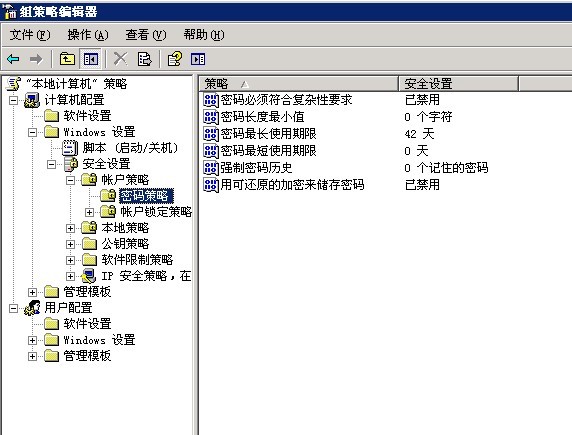 组策略编辑器
文件(F) 操作(A) 查看(V) 帮助(H)
"本地计算机" 策略
计算机配置
软件设置
Windows 设置
脚本 (启动/关机)
安全设置
帐户策略
密码策略
帐户锁定策略
本地策略
公钥策略
软件限制策略
IP 安全策略，在
管理模板
用户配置
软件设置
Windows 设置
管理模板
策略 安全设置
密码必须符合复杂性要求 已禁用
密码长度最小值 0 个字符
密码最长使用期限 42 天
密码最短使用期限 0 天
强制密码历史 0 个记住的密码
用可还原的加密来储存密码 已禁用